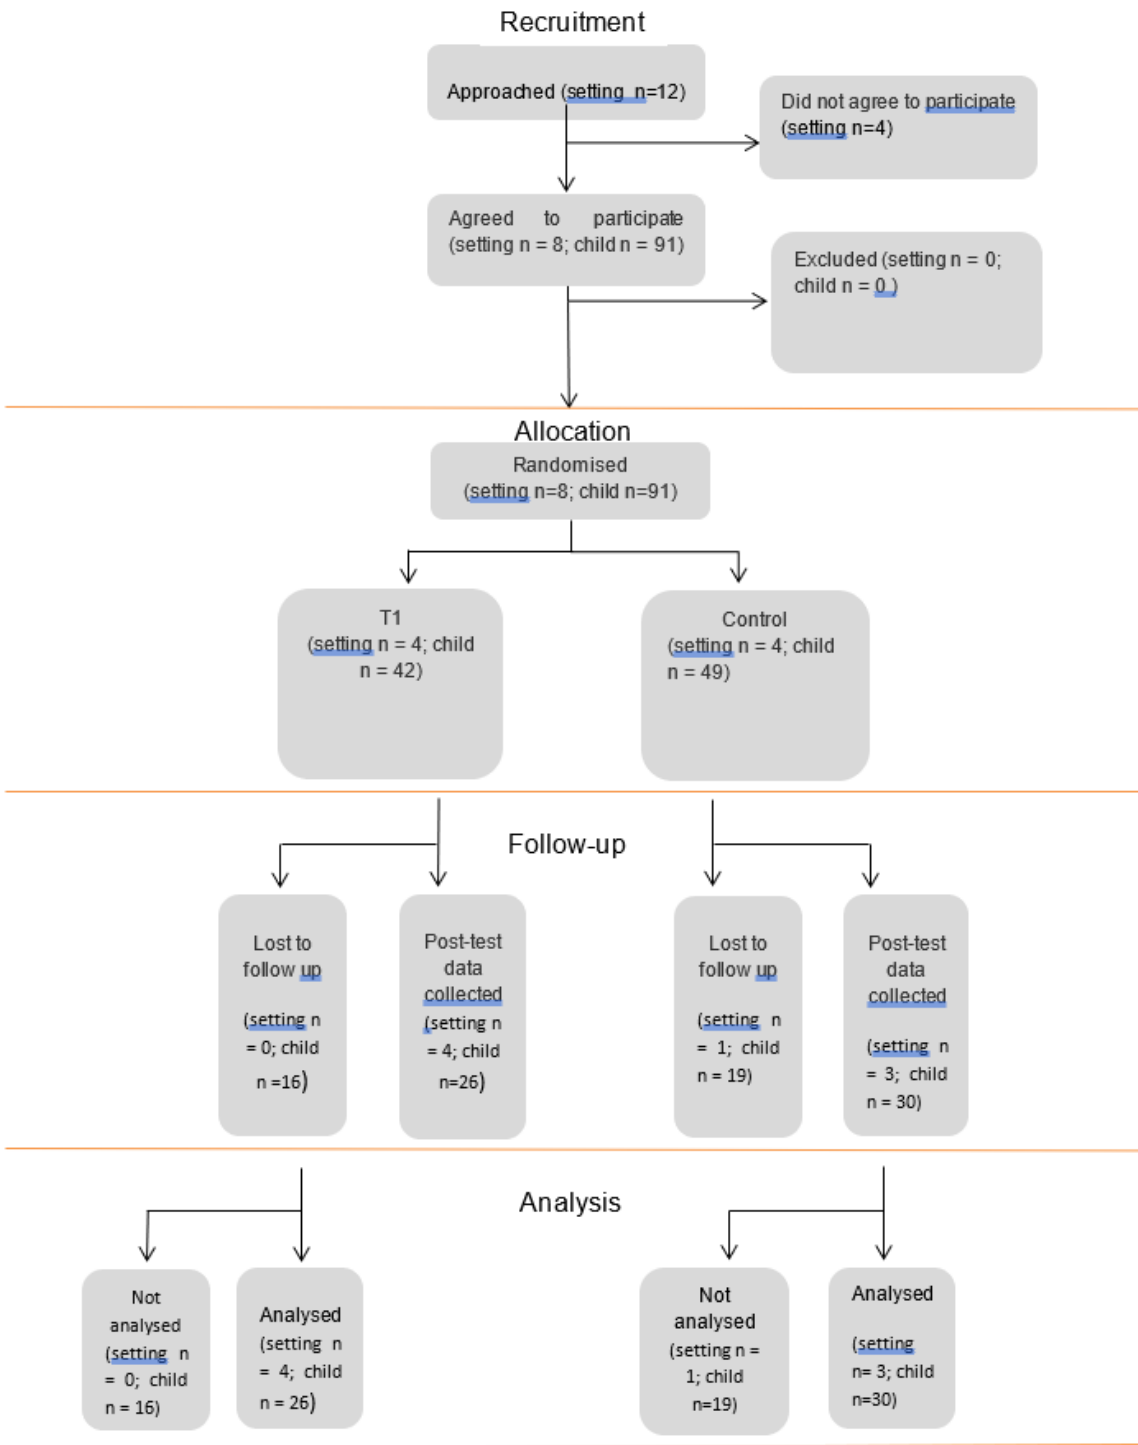 Recruitment
Approached (setting n=12)
Did not agree to participate
(setting n=4)
Agreed to participate
(setting n = 8; child n = 91)
Excluded (setting n = 0;
child n = 0 )
Allocation
Randomised
(setting n=8; child n=91)
T1
(setting n = 4; child
n = 42)
Control
(setting n = 4; child
n = 49)
Follow-up
Lost to
follow up
(setting n
= 0; child
n =16)
Post-test
data
collected
(setting n
= 4; child
n=26)
Lost to
follow up
(setting n
= 1; child
n = 19)
Post-test
data
collected
(setting n
= 3; child
n = 30)
Analysis
Not
analysed
(setting n
= 0; child
n = 16)
Analysed
(setting n
= 4; child
n = 26)
Not
analysed
(setting n =
1; child
n=19)
Analysed
(setting
n= 3; child
n=30)